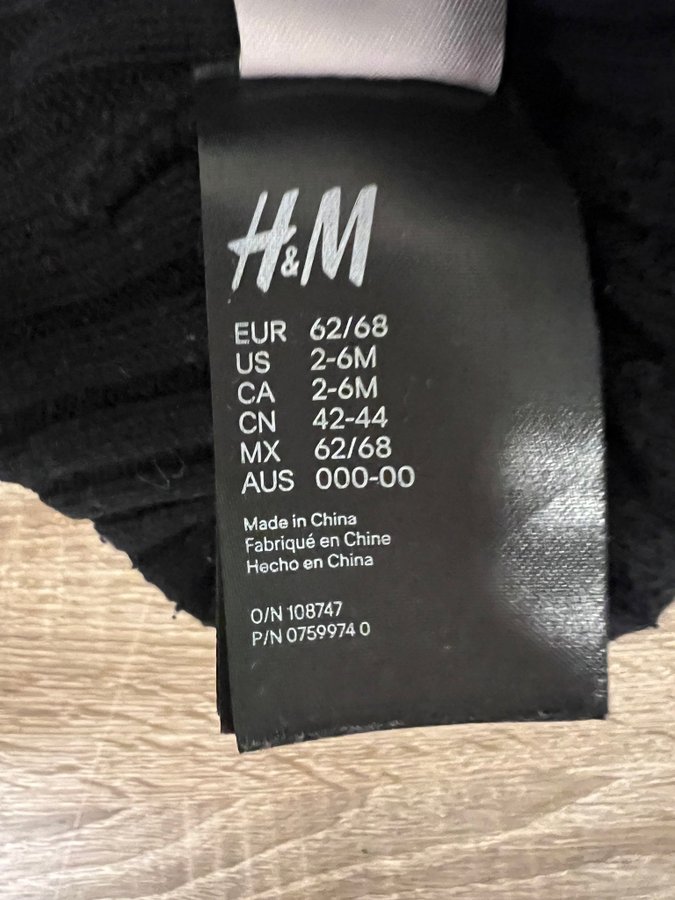 H&M
EUR 62/68
US 2-6M
CA 2-6M
CN 42-44
MX 62/68
AUS 000-00
Made in China
Fabriqué en Chine
Hecho en China
O/N 108747
P/N 0759974 0